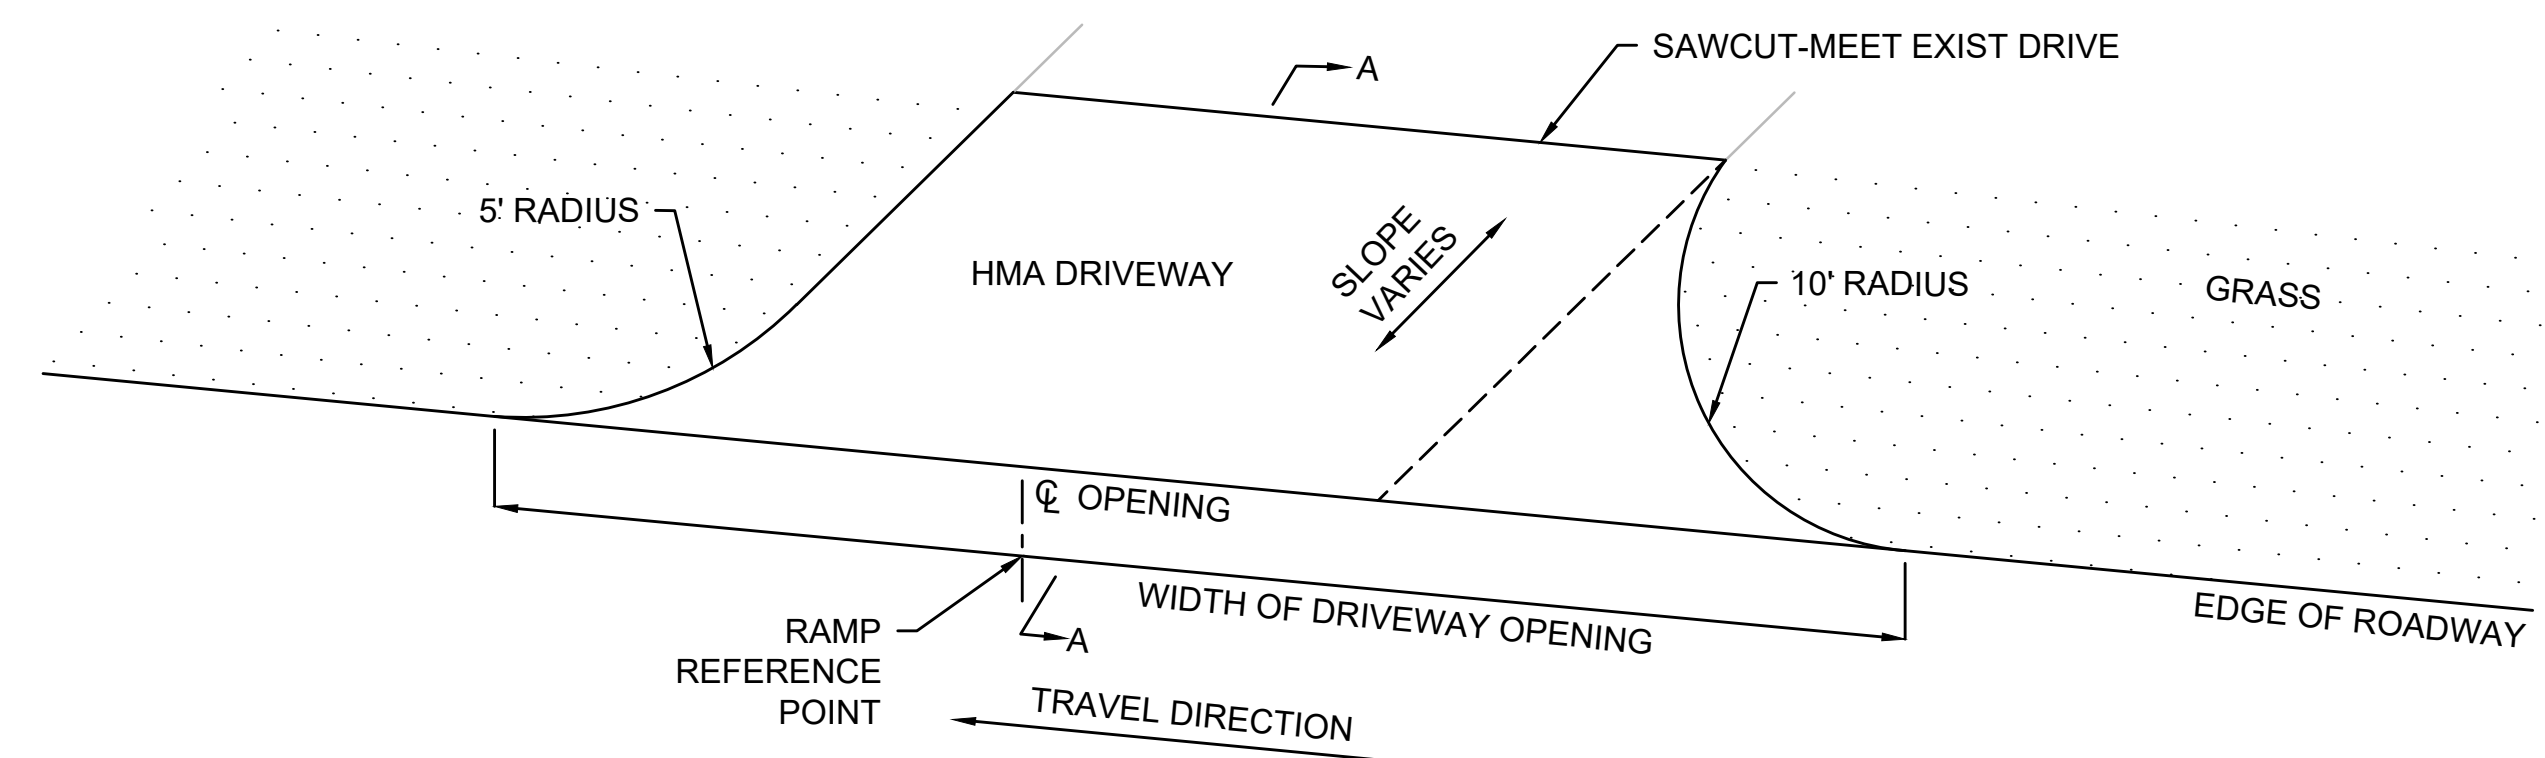 SAWCUT-MEET EXIST DRIVE
A
5' RADIUS
HMA DRIVEWAY
SLOPE
VARIES
10' RADIUS
GRASS
℄ OPENING
WIDTH OF DRIVEWAY OPENING
EDGE OF ROADWAY
RAMP
REFERENCE
POINT
A
TRAVEL DIRECTION